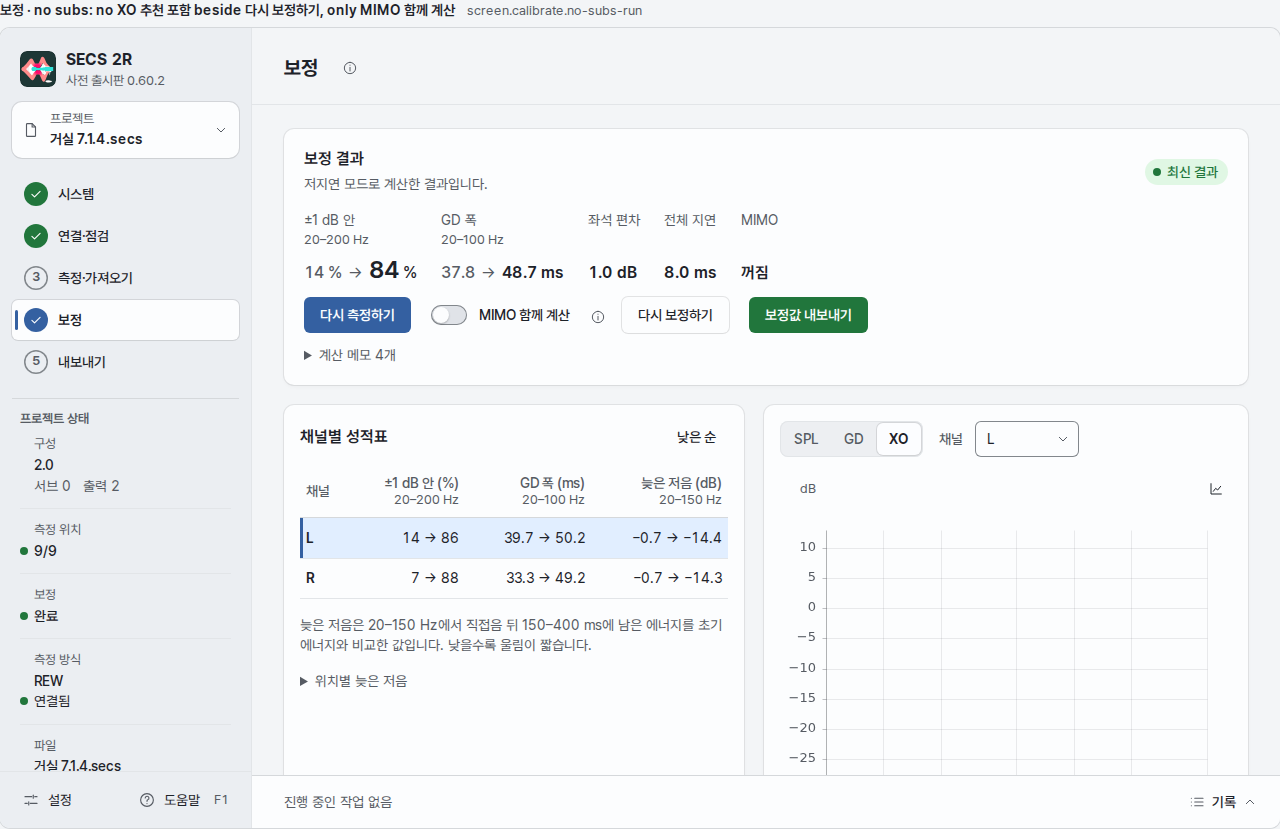 보정 · no subs: no XO 추천 포함 beside 다시 보정하기, only MIMO 함께 계산 screen.calibrate.no-subs-run
SECS 2R
사전 출시판 0.60.2
프로젝트
거실 7.1.4.secs
시스템
연결·점검
3 측정·가져오기
보정
5 내보내기
프로젝트 상태
구성
2.0
서브 0 출력 2
측정 위치
9/9
보정
완료
측정 방식
REW
연결됨
파일
거실 7.1.4.secs
설정 도움말 F1
보정
보정 결과
저지연 모드로 계산한 결과입니다.
최신 결과
±1 dB 안 GD 폭 좌석 편차 전체 지연 MIMO
20–200 Hz 20–100 Hz
14 % → 84 % 37.8 → 48.7 ms 1.0 dB 8.0 ms 꺼짐
다시 측정하기 MIMO 함께 계산 다시 보정하기 보정값 내보내기
▶ 계산 메모 4개
채널별 성적표 낮은 순
채널 ±1 dB 안 (%) GD 폭 (ms) 늦은 저음 (dB)
20–200 Hz 20–100 Hz 20–150 Hz
L 14 → 86 39.7 → 50.2 −0.7 → −14.4
R 7 → 88 33.3 → 49.2 −0.7 → −14.3
늦은 저음은 20–150 Hz에서 직접음 뒤 150–400 ms에 남은 에너지를 초기
에너지와 비교한 값입니다. 낮을수록 울림이 짧습니다.
▶ 위치별 늦은 저음
SPL GD XO 채널 L
dB
10
5
0
−5
−10
−15
−20
−25
진행 중인 작업 없음 기록